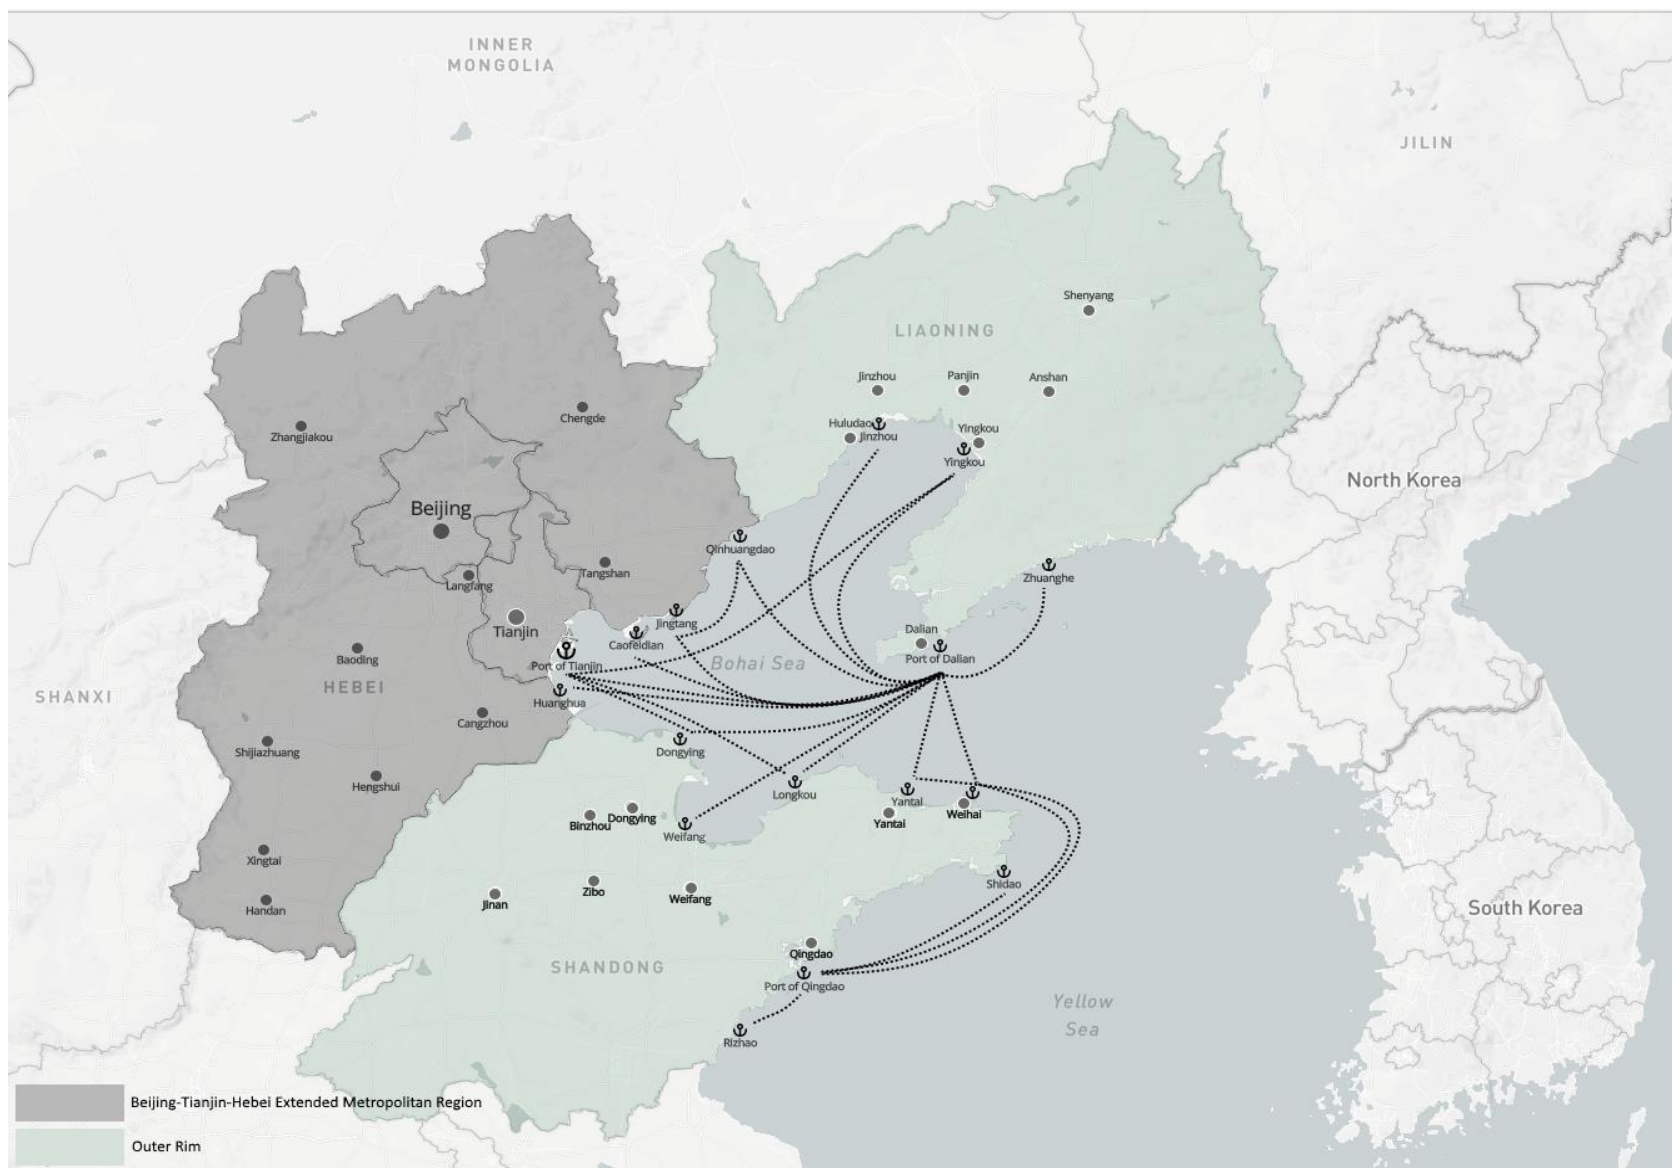 INNER
MONGOLIA
JILIN
Shenyang
LIAONING
Jinzhou
Panjin
Anshan
Chengde
Zhangjiakou
Huludao
Jinzhou
Yingkou
Yingkou
North Korea
Beijing
Qinhuangdao
Tangshan
Langfang
Zhuanghe
Jingtang
Tianjin
Caofeidian
Dalian
Port of Dalian
Baoding
Port of Tianjin
Bohai Sea
HEBEI
SHANXI
Huanghua
Cangzhou
Shijiazhuang
Dongying
Hengshui
Longkou
Yantai
Weihai
Binzhou
Dongying
Weifang
Yantai
Xingtai
Shidao
Zibo
Weifang
Jinan
Handan
South Korea
Qingdao
SHANDONG
Port of Qingdao
Yellow
Sea
Rizhao
Beijing-Tianjin-Hebei Extended Metropolitan Region
Outer Rim